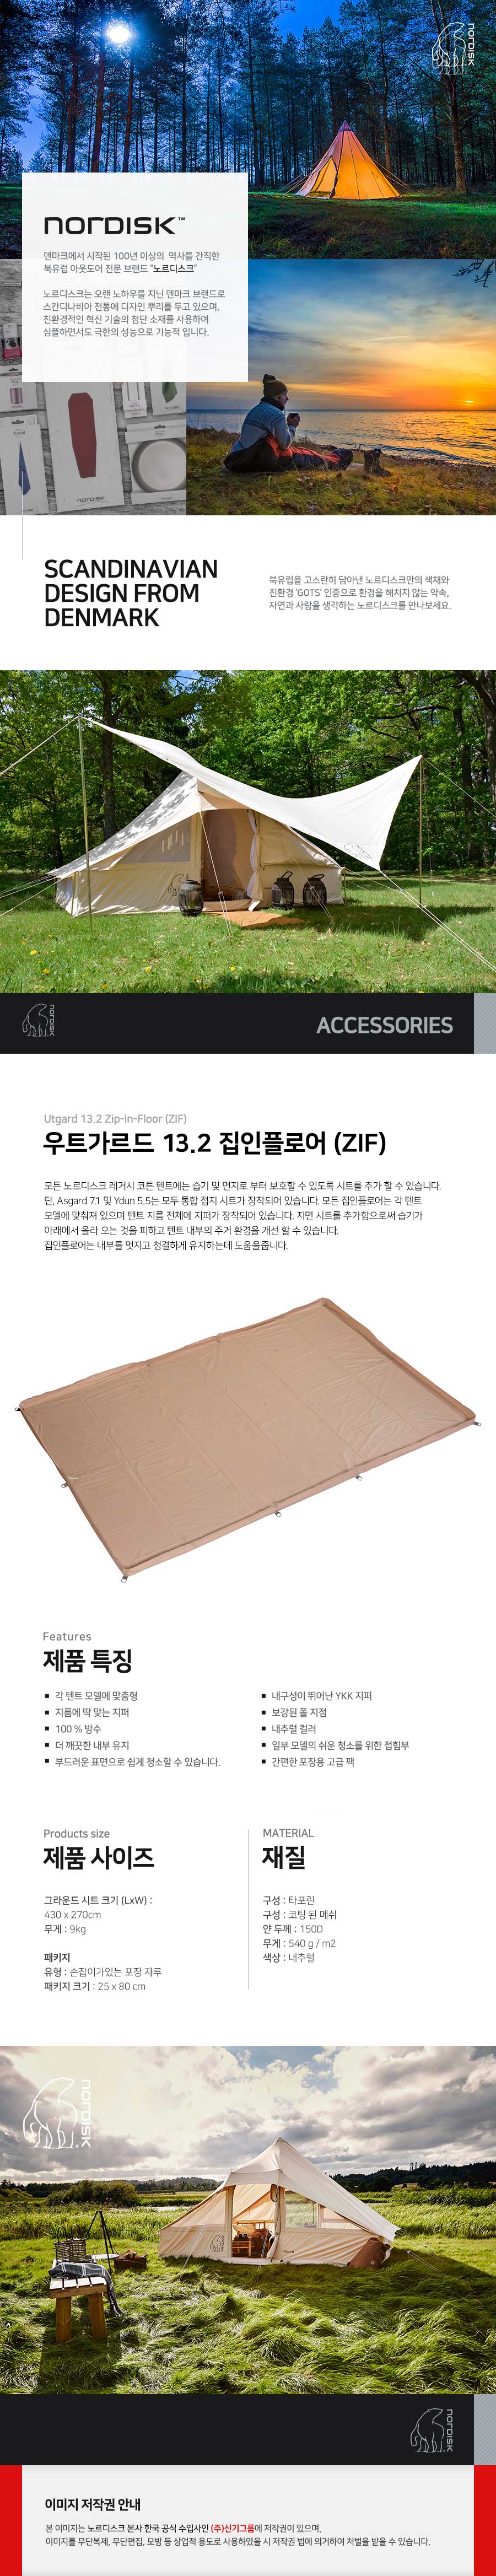 NORDISK
NORDISK™
덴마크에서 시작된 100년 이상의 역사를 간직한
북유럽 아웃도어 전문 브랜드 "노르디스크"
노르디스크는 오랜 노하우를 지닌 덴마크 브랜드로
스칸디나비아 전통에 디자인 뿌리를 두고 있으며,
친환경적인 혁신 기술의 첨단 소재를 사용하여
심플하면서도 극한의 성능으로 기능적 입니다.
NORDISK
SCANDINAVIAN
DESIGN FROM
DENMARK
북유럽을 고스란히 담아낸 노르디스크만의 색채와
친환경 'GOTS' 인증으로 환경을 해치지 않는 약속,
자연과 사람을 생각하는 노르디스크를 만나보세요.
NORDISK
ACCESSORIES
Utgard 13.2 Zip-In-Floor (ZIF)
우트가르드 13.2 집인플로어 (ZIF)
모든 노르디스크 레거시 코튼 텐트에는 습기 및 먼지로 부터 보호할 수 있도록 시트를 추가 할 수 있습니다.
단, Asgard 7.1 및 Ydun 5.5는 모두 통합 접지 시트가 장착되어 있습니다. 모든 집인플로어는 각 텐트
모델에 맞춰져 있으며 텐트 지름 전체에 지퍼가 장착되어 있습니다. 지면 시트를 추가함으로써 습기가
아래에서 올라 오는 것을 피하고 텐트 내부의 주거 환경을 개선 할 수 있습니다.
집인플로어는 내부를 멋지고 청결하게 유지하는데 도움을줍니다.
Features
제품 특징
■ 각 텐트 모델에 맞춤형
■ 지름에 딱 맞는 지퍼
■ 100 % 방수
■ 더 깨끗한 내부 유지
■ 부드러운 표면으로 쉽게 청소할 수 있습니다.
■ 내구성이 뛰어난 YKK 지퍼
■ 보강된 폴 지점
■ 내추럴 컬러
■ 일부 모델의 쉬운 청소를 위한 접힘부
■ 간편한 포장용 고급 팩
Products size
제품 사이즈
그라운드 시트 크기 (LxW) :
430 x 270cm
무게 : 9kg
패키지
유형 : 손잡이가있는 포장 자루
패키지 크기 : 25 x 80 cm
MATERIAL
재질
구성 : 타포린
구성 : 코팅 된 메쉬
얀 두께 : 150D
무게 : 540 g / m2
색상 : 내추럴
NORDISK
NORDISK
이미지 저작권 안내
본 이미지는 노르디스크 본사 한국 공식 수입사인 (주)신기그룹에 저작권이 있으며,
이미지를 무단복제, 무단편집, 모방 등 상업적 용도로 사용하였을 시 저작권 법에 의거하여 처벌을 받을 수 있습니다.